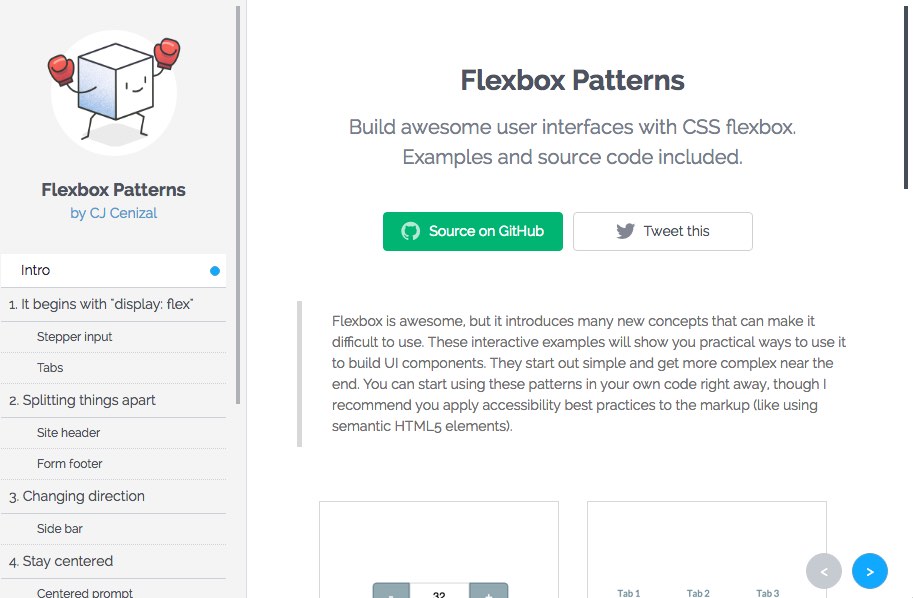 Flexbox Patterns
by CJ Cenizal
Intro
1. It begins with "display: flex"
Stepper input
Tabs
2. Splitting things apart
Site header
Form footer
3. Changing direction
Side bar
4. Stay centered
Centered prompt
Flexbox Patterns
Build awesome user interfaces with CSS flexbox.
Examples and source code included.
Source on GitHub
Tweet this
Flexbox is awesome, but it introduces many new concepts that can make it
difficult to use. These interactive examples will show you practical ways to use it
to build UI components. They start out simple and get more complex near the
end. You can start using these patterns in your own code right away, though I
recommend you apply accessibility best practices to the markup (like using
semantic HTML5 elements).
- 32 +
Tab 1 Tab 2 Tab 3
< >